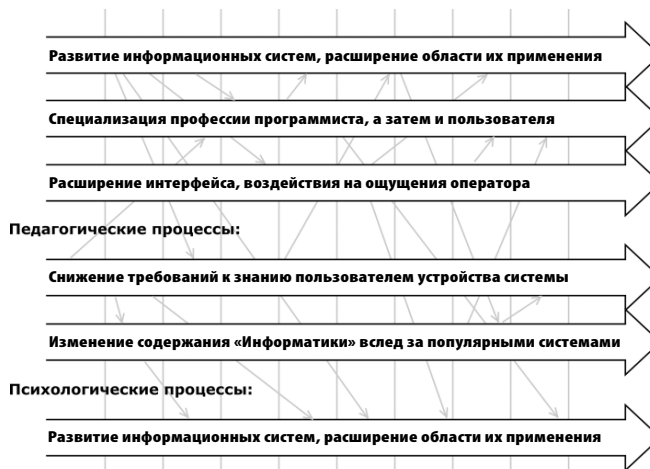 Развитие информационных систем, расширение области их применения
Специализация профессии программиста, а затем и пользователя
Расширение интерфейса, воздействия на ощущения оператора
Педагогические процессы:
Снижение требований к знанию пользователем устройства системы
Изменение содержания «Информатики» вслед за популярными системами
Психологические процессы:
Развитие информационных систем, расширение области их применения